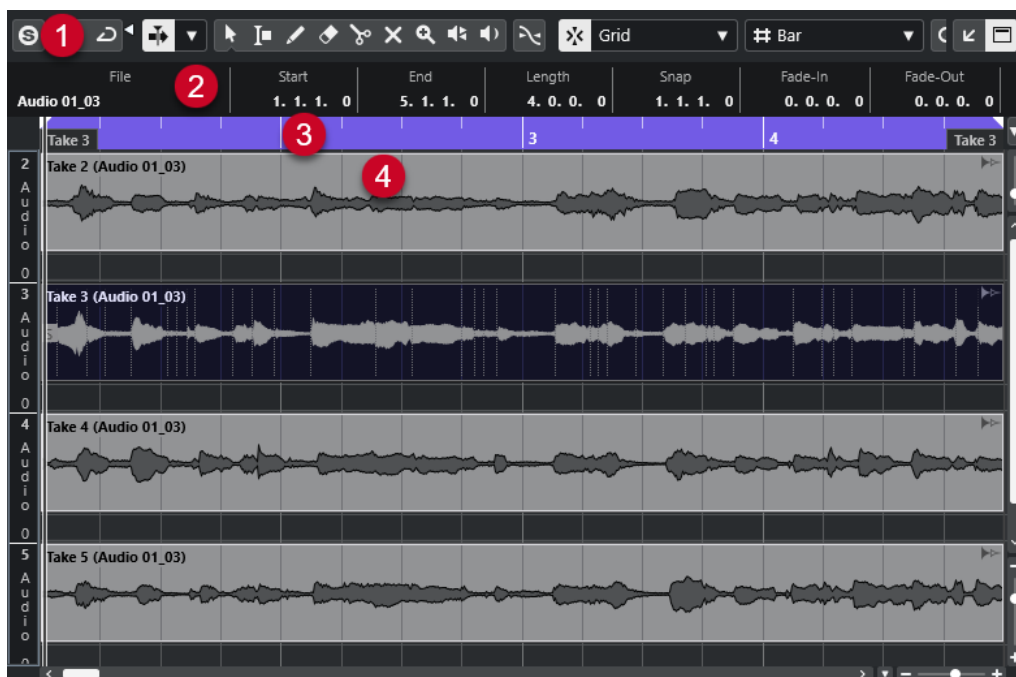 S 1 Grid Bar
2
File Start End Length Snap Fade-In Fade-Out
Audio 01_03 1. 1. 1. 0 5. 1. 1. 0 4. 0. 0. 0 1. 1. 1. 0 0. 0. 0. 0 0. 0. 0. 0
3 3 4
Take 3 Take 3
2 Take 2 (Audio 01_03)
4
Audio
0
3 Take 3 (Audio 01_03)
Audio
S
0
4 Take 4 (Audio 01_03)
Audio
0
5 Take 5 (Audio 01_03)
Audio
0